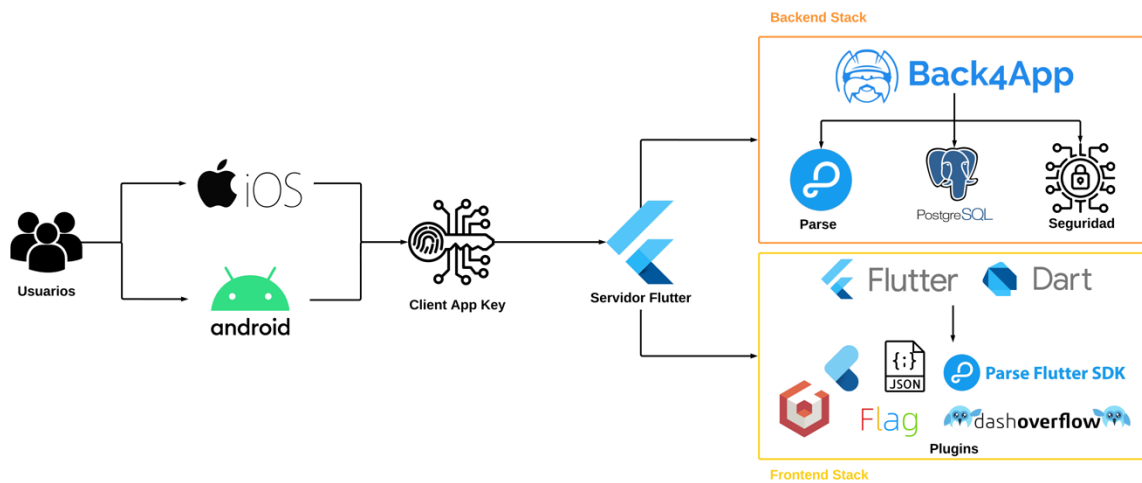 Backend Stack
Back4App
Parse
PostgreSQL
Seguridad
iOS
Usuarios
android
Client App Key
Servidor Flutter
Flutter
Dart
{;}
JSON
Parse Flutter SDK
Flag
dashoverflow
Plugins
Frontend Stack